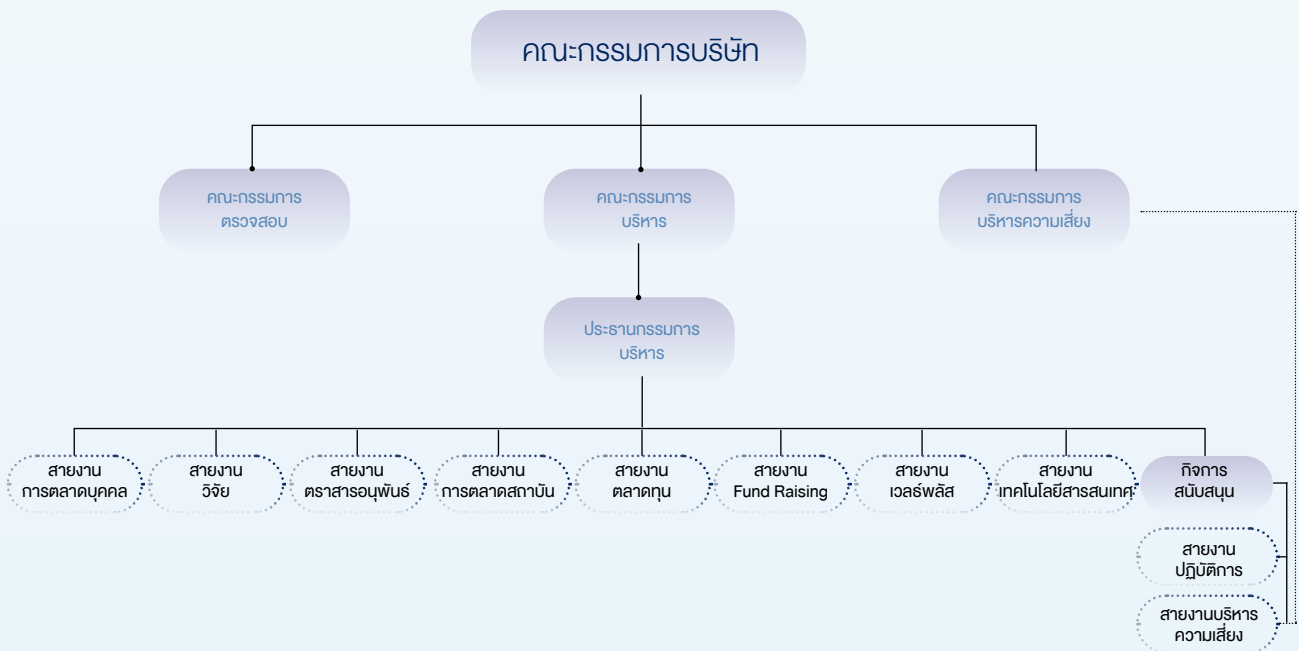 คณะกรรมการบริษัท
คณะกรรมการ
ตรวจสอบ
คณะกรรมการ
บริหาร
คณะกรรมการ
บริหารความเสี่ยง
ประธานกรรมการ
บริหาร
สายงาน
การตลาดบุคคล
สายงาน
วิจัย
สายงาน
ตราสารอนุพันธ์
สายงาน
การตลาดสถาบัน
สายงาน
ตลาดทุน
สายงาน
Fund Raising
สายงาน
เวลธ์พลัส
สายงาน
เทคโนโลยีสารสนเทศ
กิจการ
สนับสนุน
สายงาน
ปฏิบัติการ
สายงานบริหาร
ความเสี่ยง